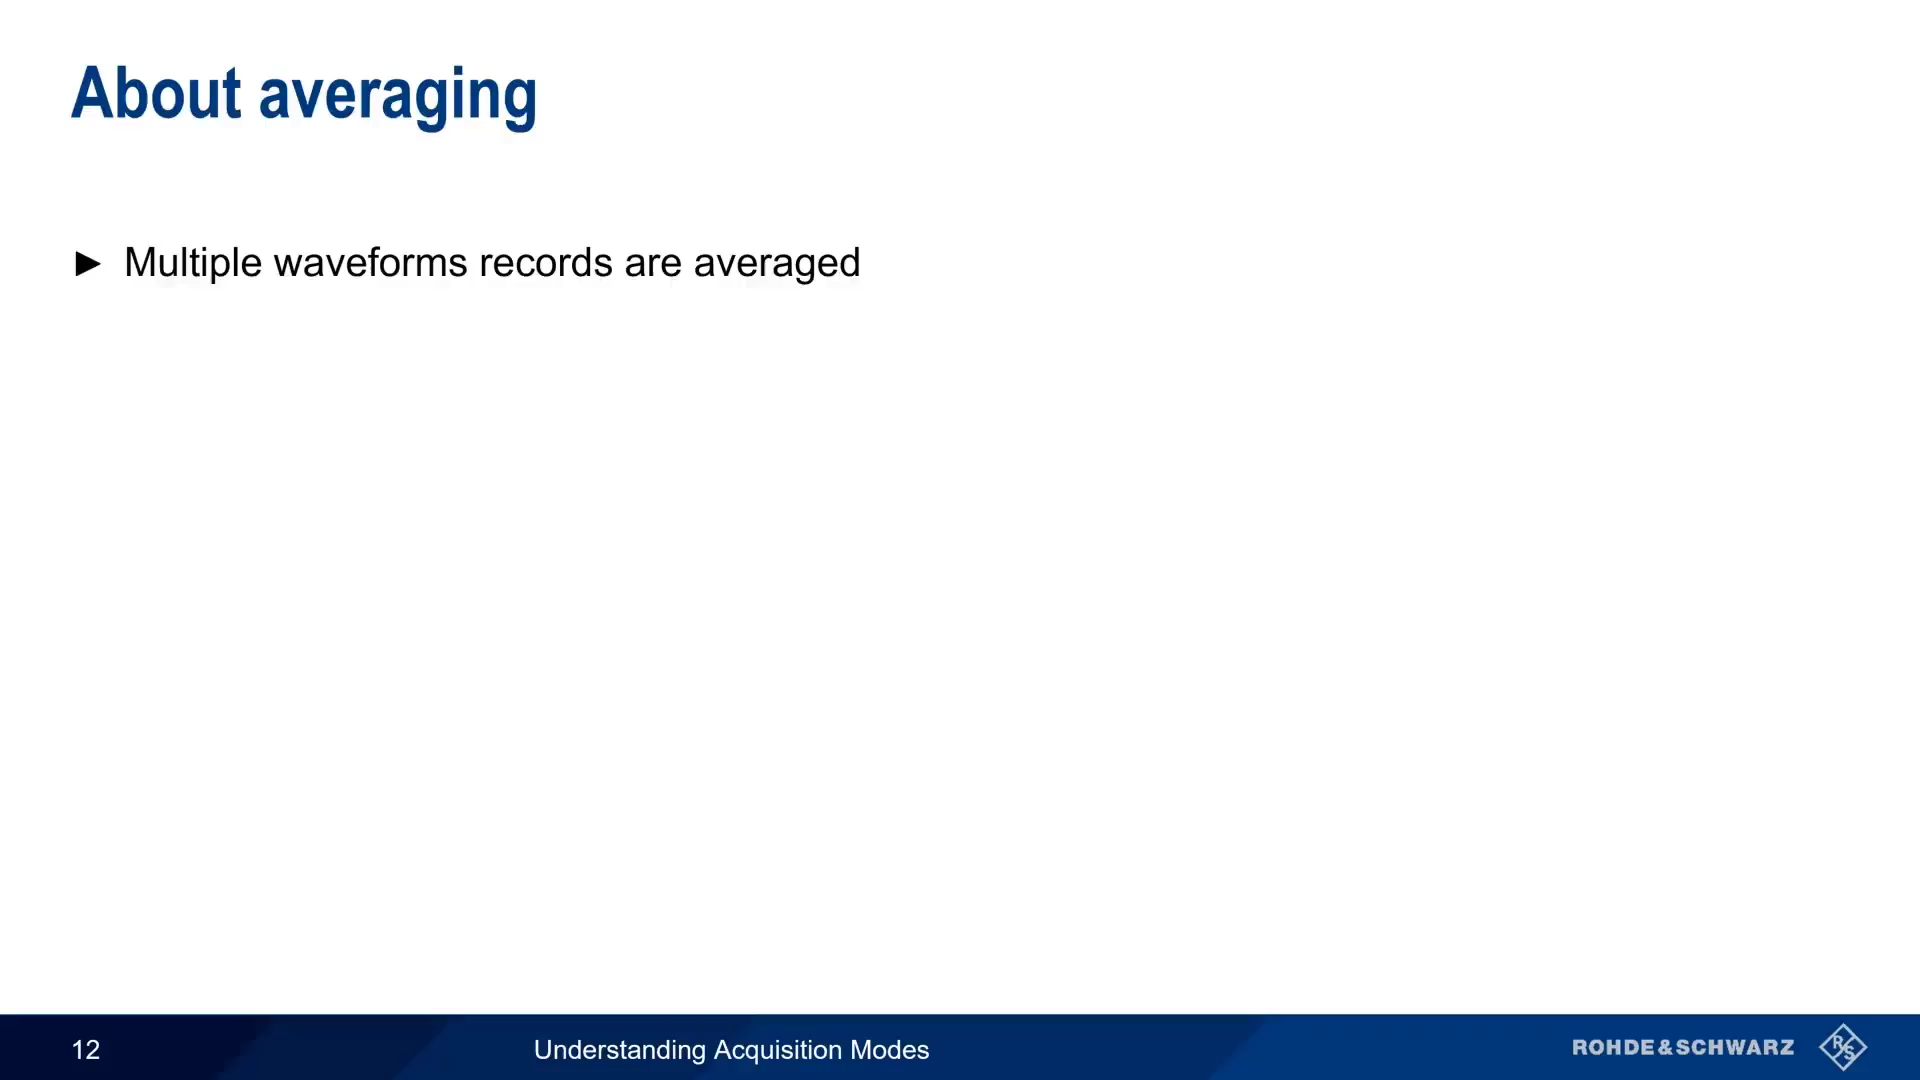 About averaging
► Multiple waveforms records are averaged
12
Understanding Acquisition Modes
ROHDE&SCHWARZ
R&S